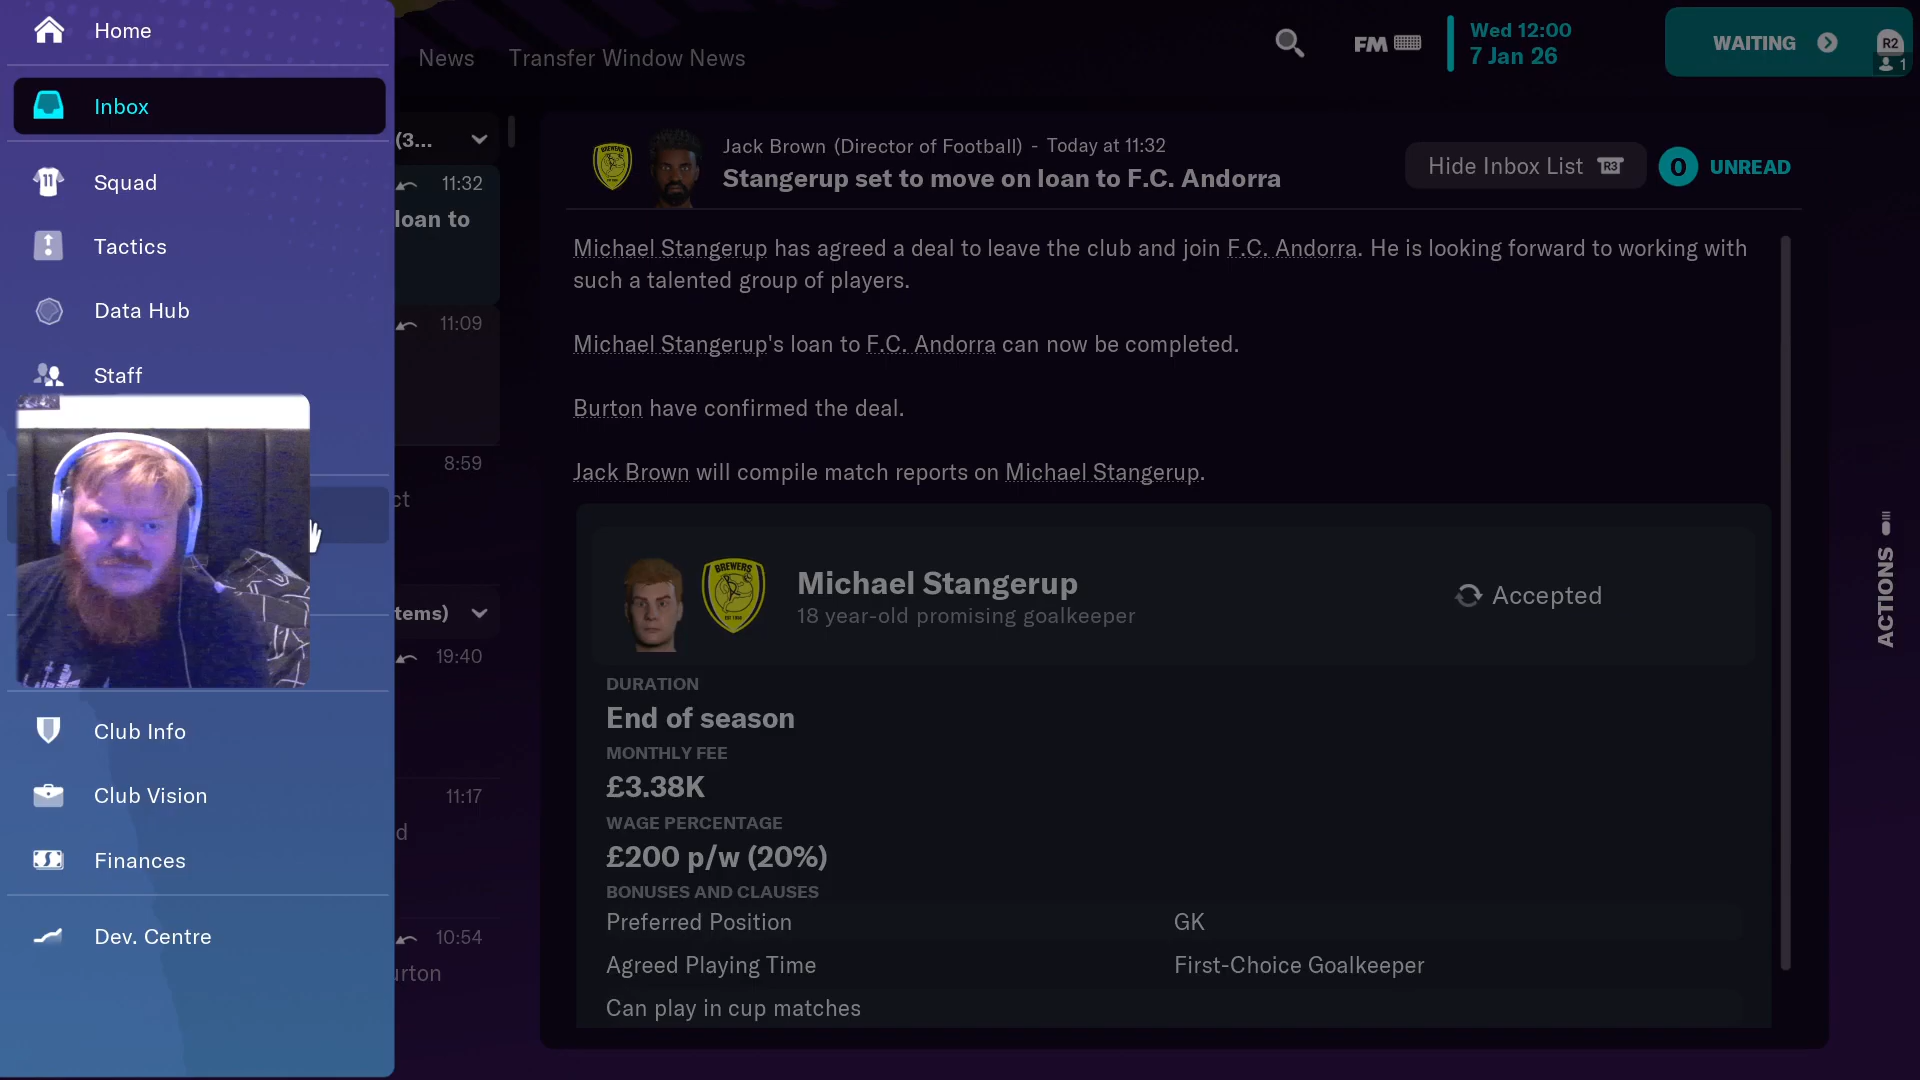 Home
Inbox
Squad
Tactics
Data Hub
Staff
Club Info
Club Vision
Finances
Dev. Centre
News
Transfer Window News
FM
Wed 12:00
7 Jan 26
WAITING
R2
1
(3...
11:32
loan to
11:09
8:59
ct
tems)
19:40
11:17
d
10:54
urton
BREWERS
Jack Brown (Director of Football) - Today at 11:32
Stangerup set to move on loan to F.C. Andorra
Hide Inbox List R3
0 UNREAD
Michael Stangerup has agreed a deal to leave the club and join F.C. Andorra. He is looking forward to working with
such a talented group of players.
Michael Stangerup's loan to F.C. Andorra can now be completed.
Burton have confirmed the deal.
Jack Brown will compile match reports on Michael Stangerup.
BREWERS
Michael Stangerup
18 year-old promising goalkeeper
Accepted
DURATION
End of season
MONTHLY FEE
£3.38K
WAGE PERCENTAGE
£200 p/w (20%)
BONUSES AND CLAUSES
Preferred Position GK
Agreed Playing Time First-Choice Goalkeeper
Can play in cup matches
ACTIONS